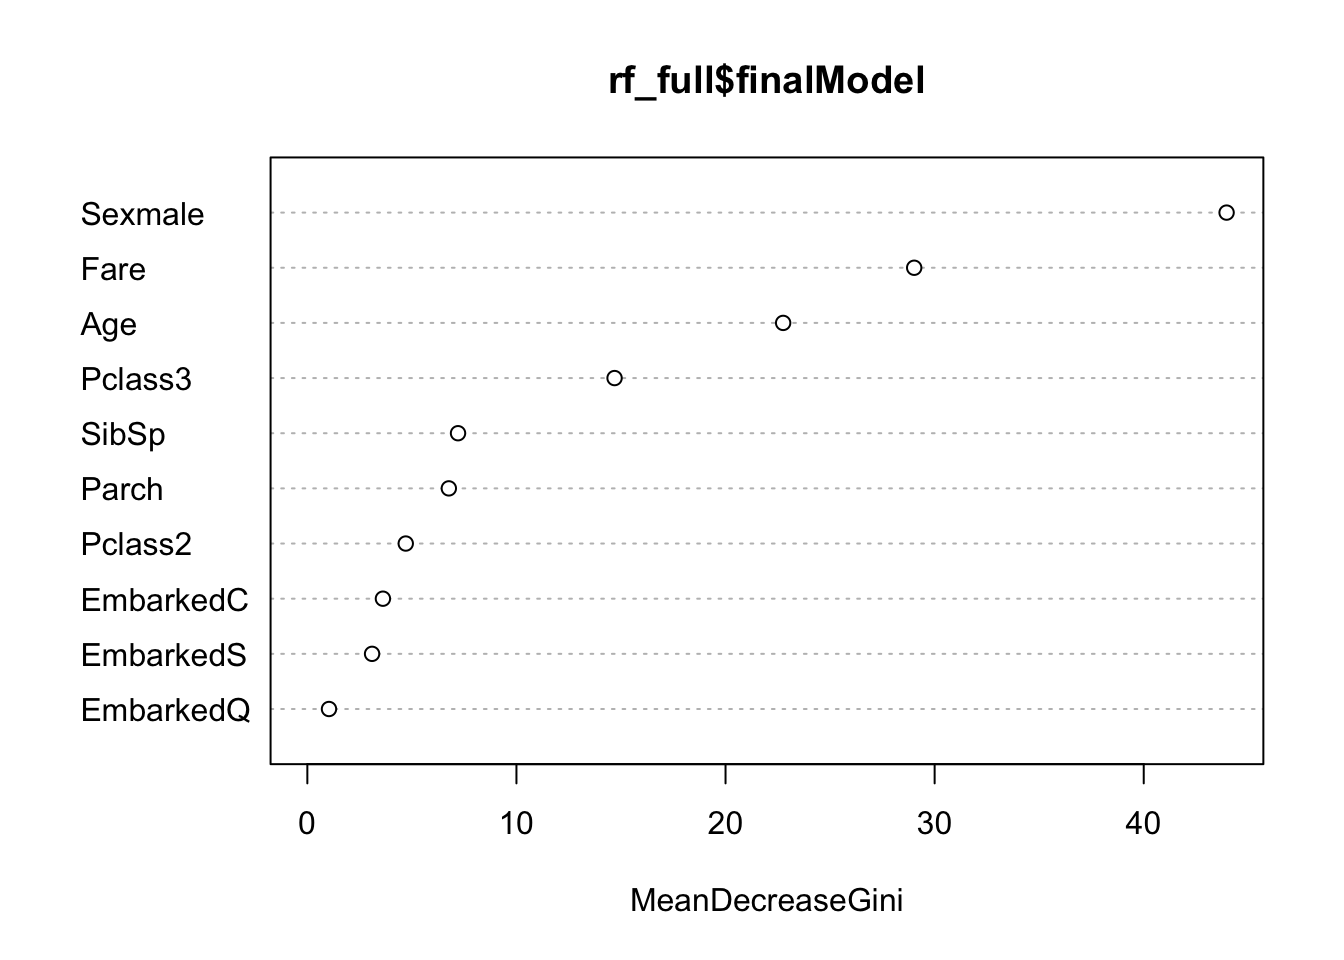 rf_full$finalModel
Sexmale
Fare
Age
Pclass3
SibSp
Parch
Pclass2
EmbarkedC
EmbarkedS
EmbarkedQ
0 10 20 30 40
MeanDecreaseGini